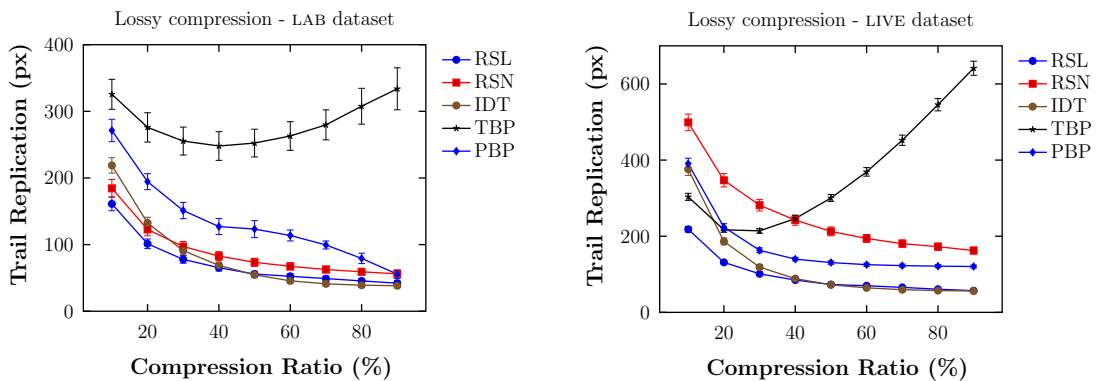 Lossy compression - LAB dataset
Trail Replication (px)
400
300
200
100
0
20
40
60
80
Compression Ratio (%)
RSL
RSN
IDT
TBP
PBP
Lossy compression - LIVE dataset
Trail Replication (px)
600
400
200
0
20
40
60
80
Compression Ratio (%)
RSL
RSN
IDT
TBP
PBP